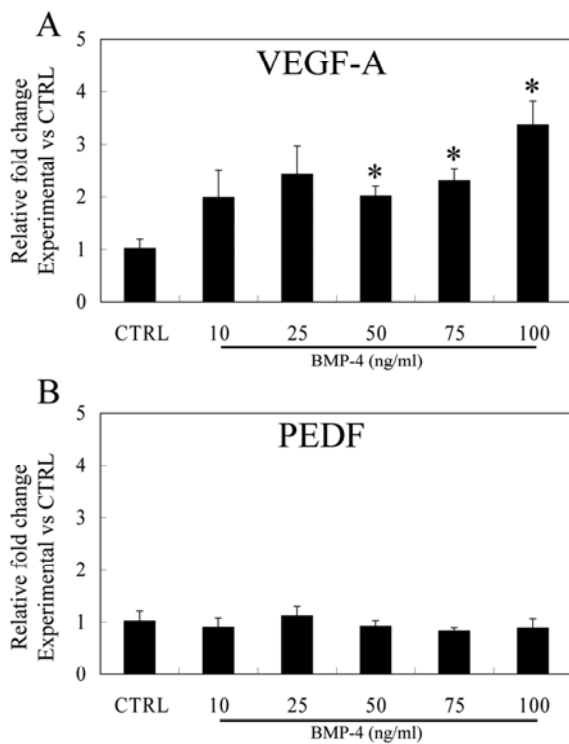 A
VEGF-A
Relative fold change
Experimental vs CTRL
5
4
3
2
1
0
* * *
CTRL 10 25 50 75 100
BMP-4 (ng/ml)
B
PEDF
Relative fold change
Experimental vs CTRL
5
4
3
2
1
0
CTRL 10 25 50 75 100
BMP-4 (ng/ml)